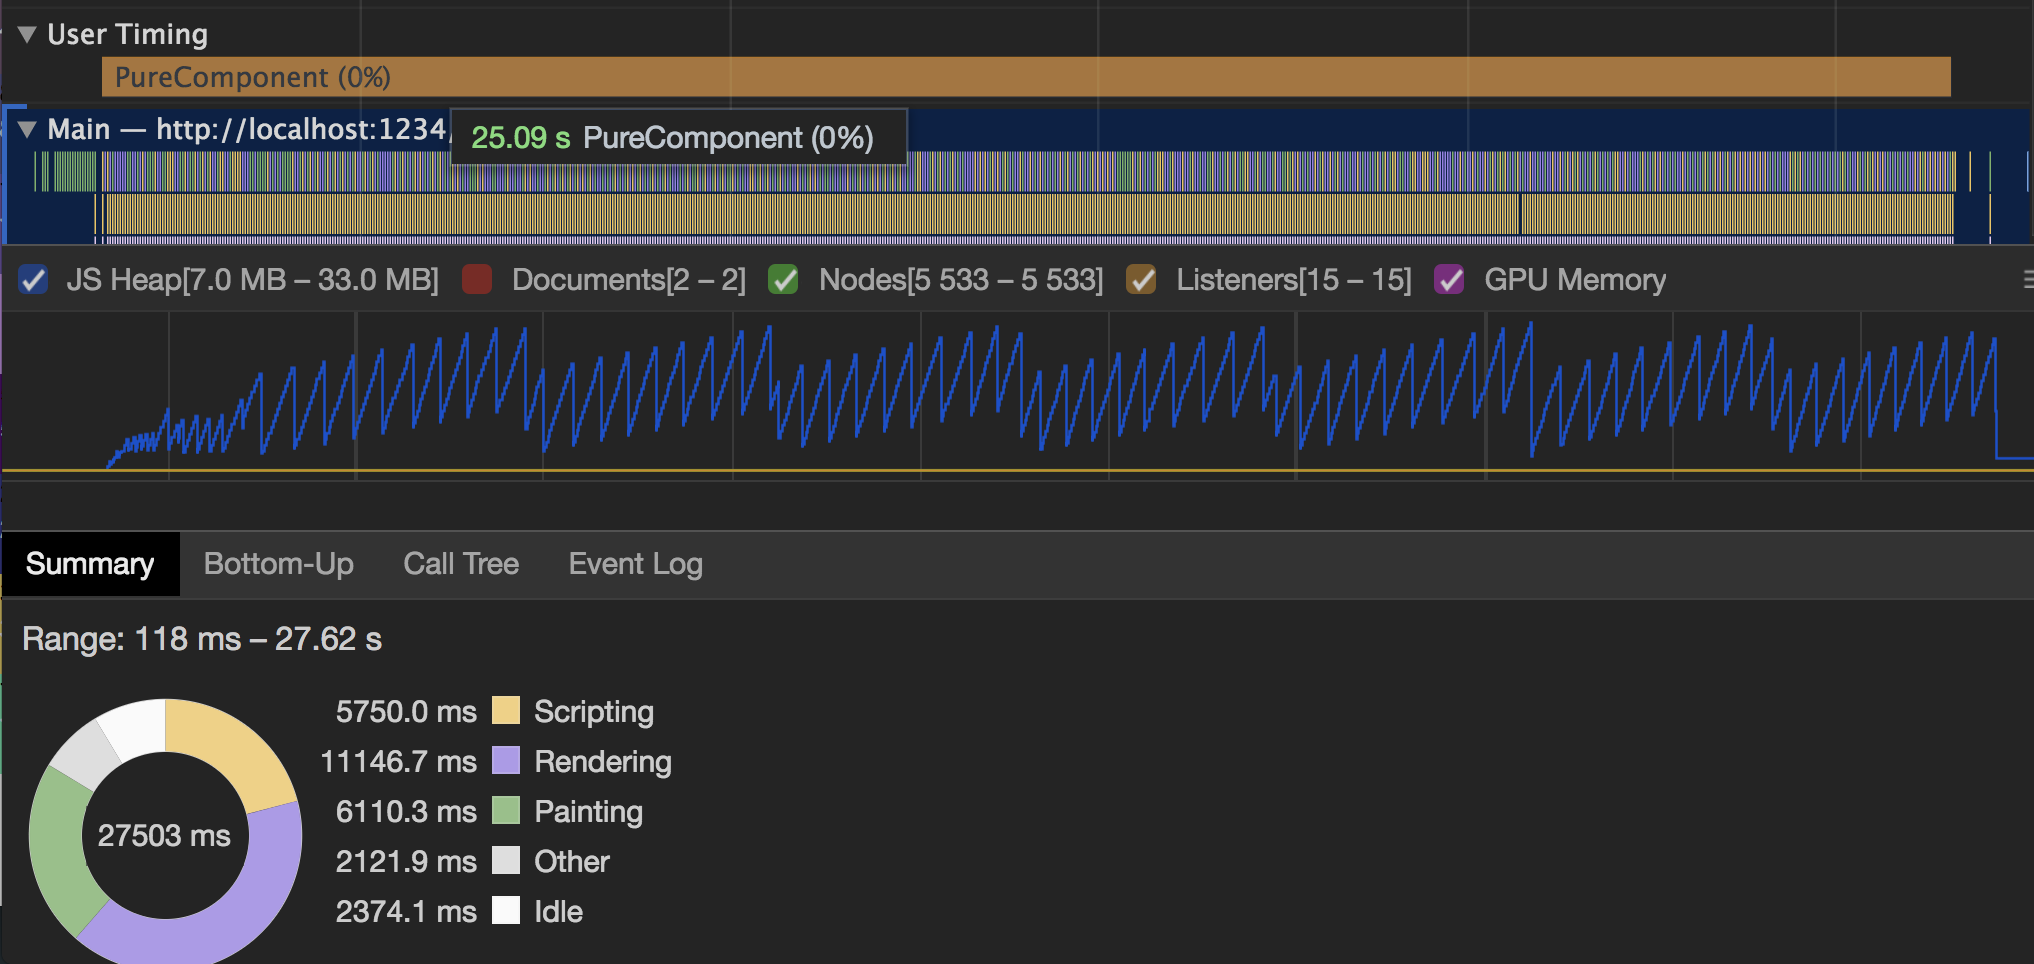 User Timing
PureComponent (0%)
Main — http://localhost:1234
25.09 s PureComponent (0%)
JS Heap[7.0 MB – 33.0 MB] Documents[2 – 2] Nodes[5 533 – 5 533] Listeners[15 – 15] GPU Memory
Summary Bottom-Up Call Tree Event Log
Range: 118 ms – 27.62 s
27503 ms
5750.0 ms Scripting
11146.7 ms Rendering
6110.3 ms Painting
2121.9 ms Other
2374.1 ms Idle